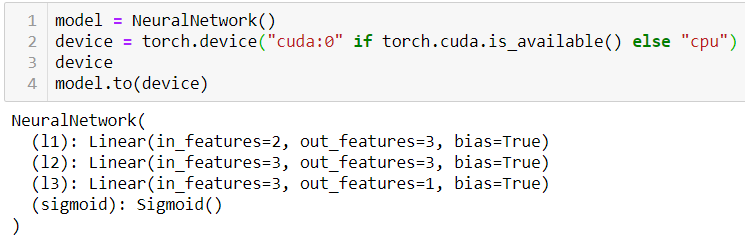 1 model = NeuralNetwork()
2 device = torch.device("cuda:0" if torch.cuda.is_available() else "cpu")
3 device
4 model.to(device)
NeuralNetwork(
  (l1): Linear(in_features=2, out_features=3, bias=True)
  (l2): Linear(in_features=3, out_features=3, bias=True)
  (l3): Linear(in_features=3, out_features=1, bias=True)
  (sigmoid): Sigmoid()
)